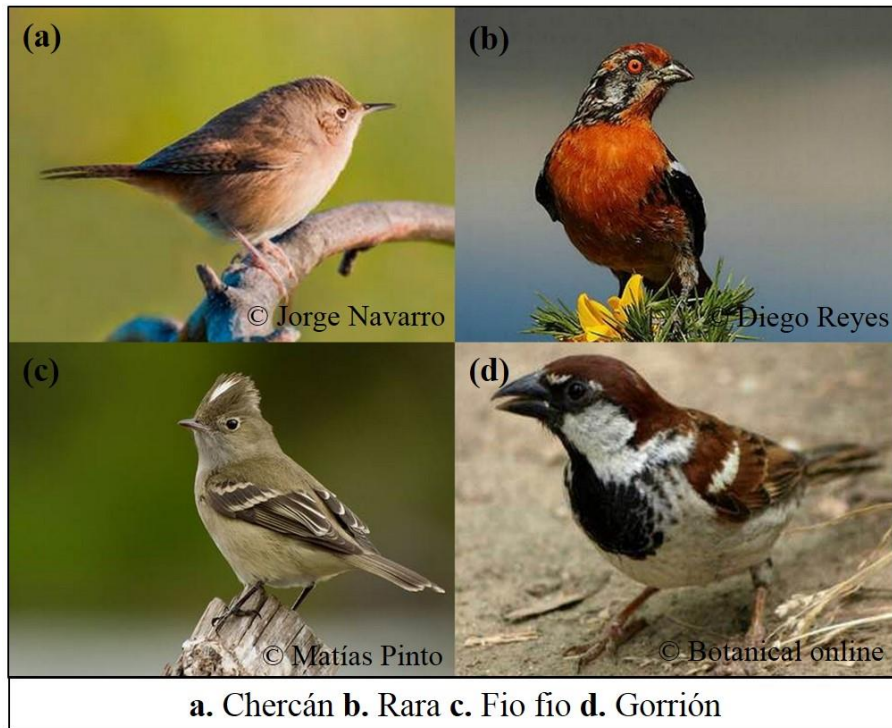 (a)
© Jorge Navarro
(b)
© Diego Reyes
(c)
© Matías Pinto
(d)
© Botanical online
a. Chercán b. Rara c. Fio fio d. Gorrión